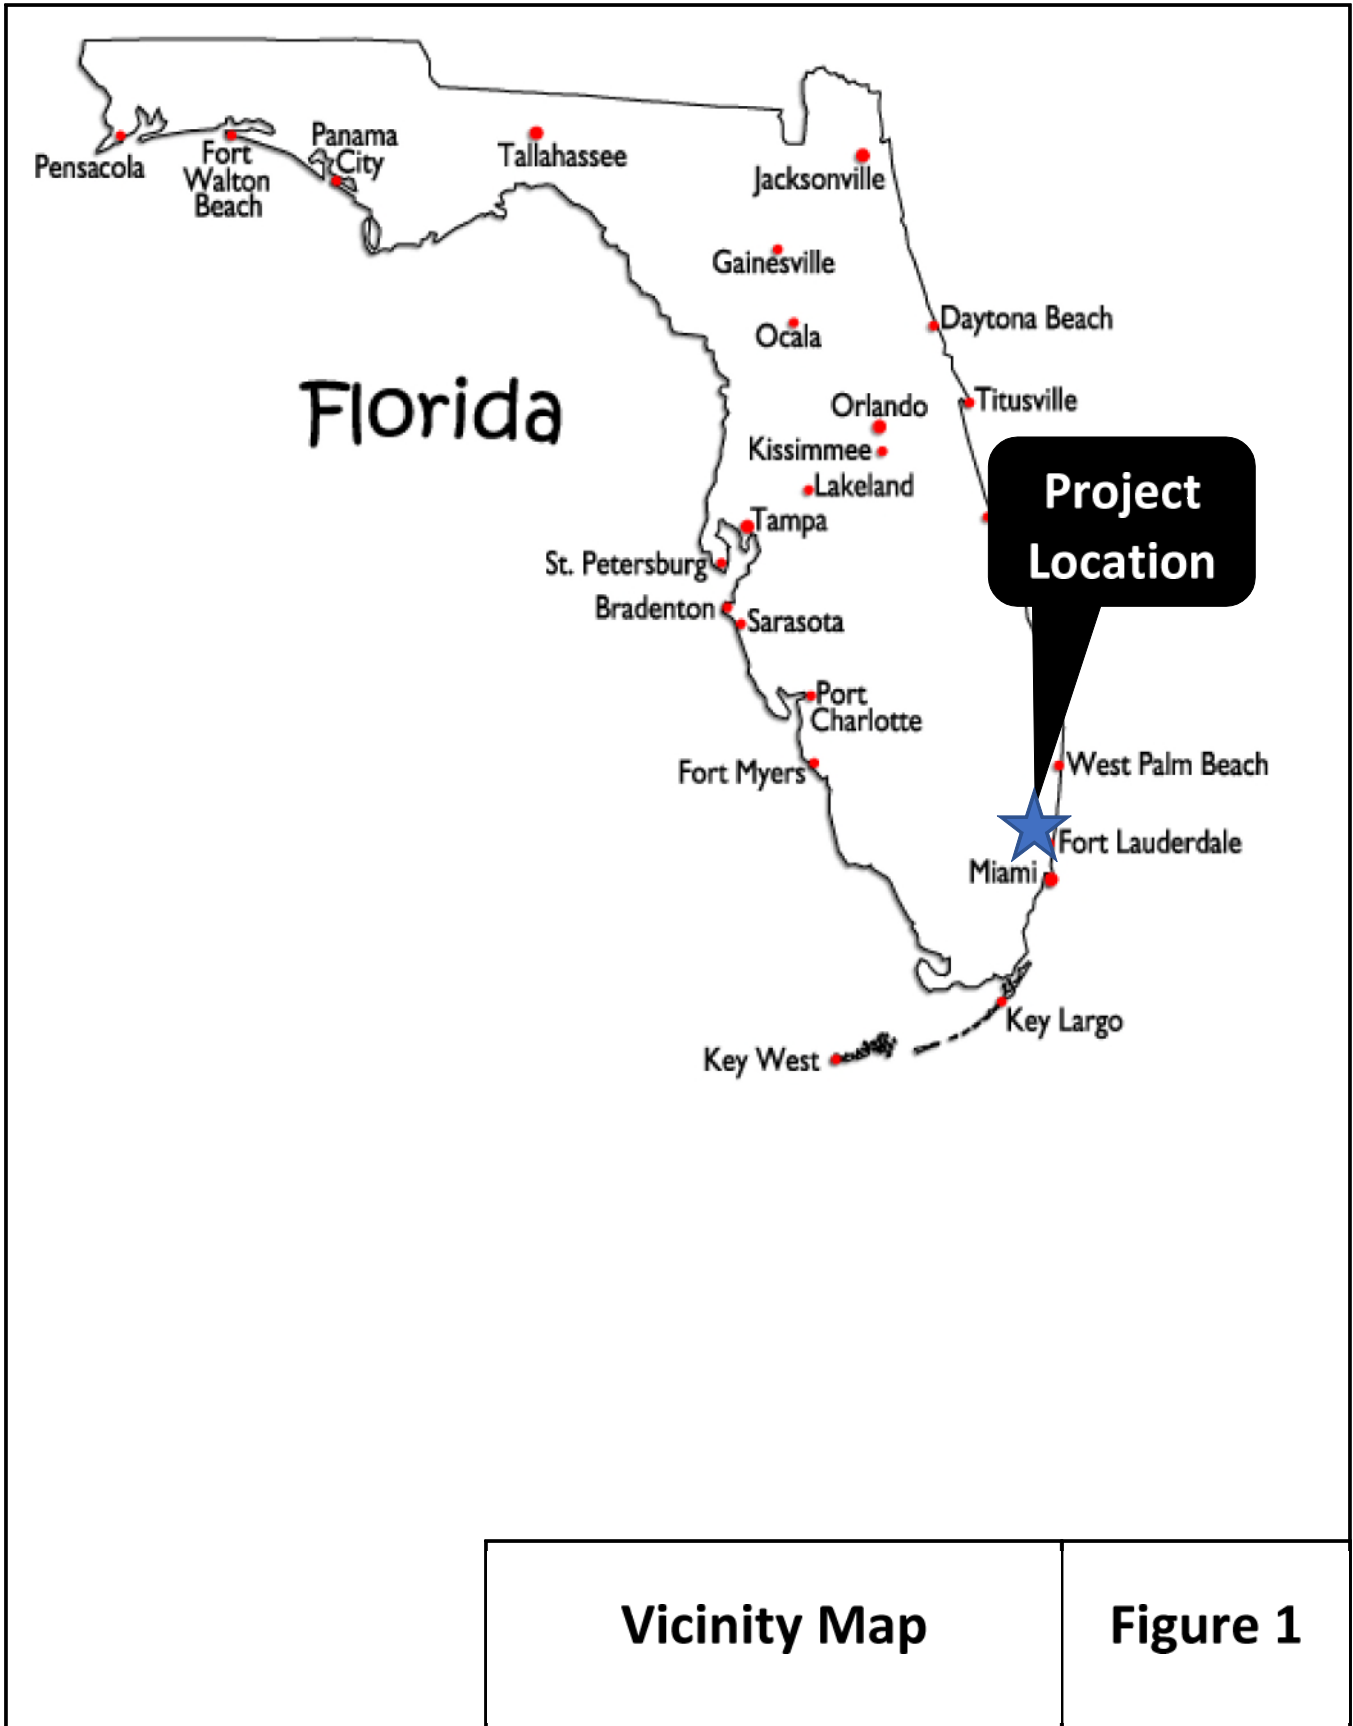 Pensacola
Fort
Walton
Beach
Panama
City
Tallahassee
Jacksonville
Gainesville
Ocala
Daytona Beach
Florida
Orlando
Titusville
Kissimmee
Lakeland
Project
Location
Tampa
St. Petersburg
Bradenton
Sarasota
Port
Charlotte
Fort Myers
West Palm Beach
Fort Lauderdale
Miami
Key Largo
Key West
Vicinity Map
Figure 1